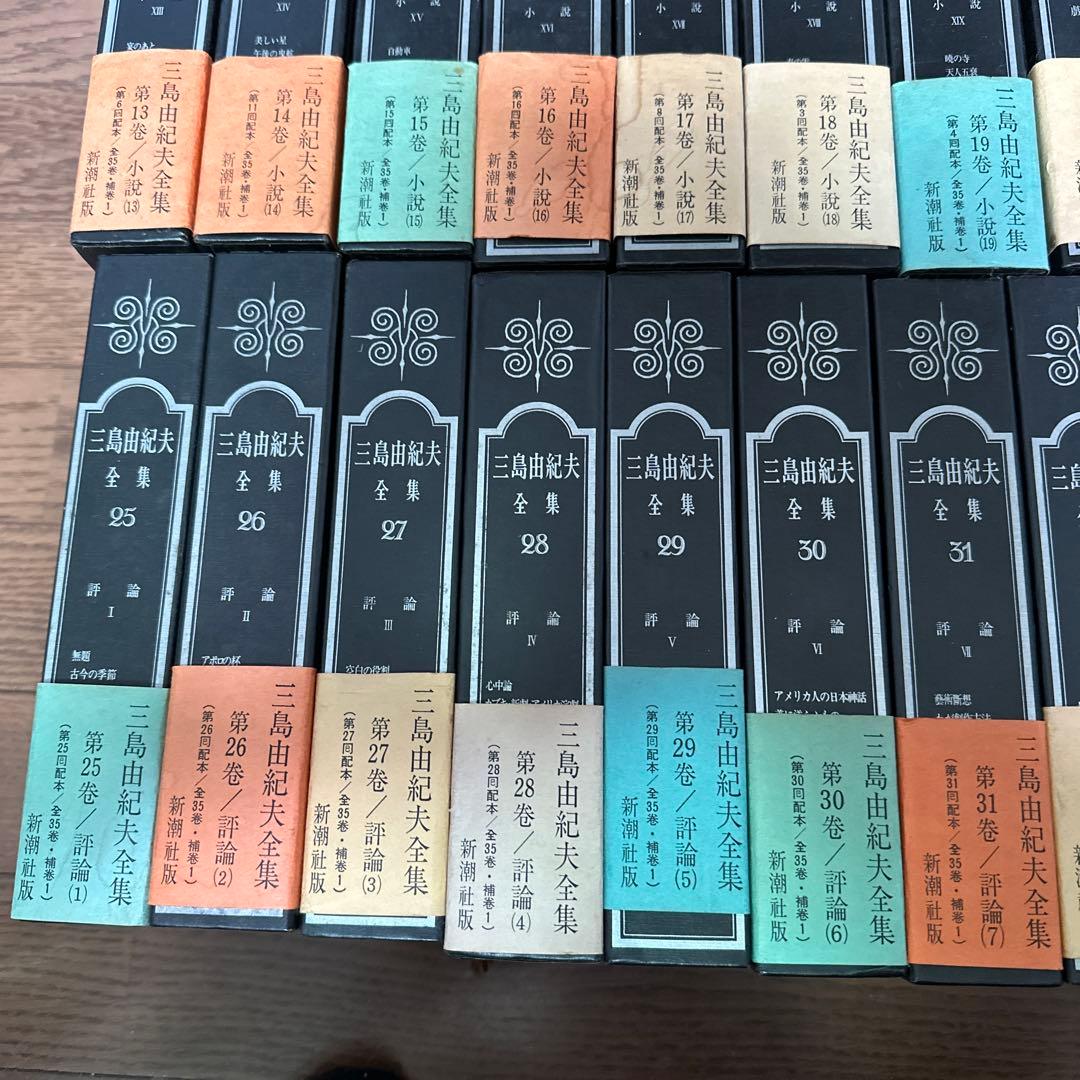 XIII
XIV
美しい星
午後の曳航
小説
XV
自動車
小説
XVI
小説
XVII
小説
XVIII
小説
XIX
暁の寺
天人五衰
三島由紀夫全集
第13巻/小説(13)
(第6回配本/全35巻・補巻1)
新潮社版
三島由紀夫全集
第14巻/小説(14)
(第11回配本/全35巻・補巻1)
新潮社版
三島由紀夫全集
第15巻/小説(15)
(第15回配本/全35巻・補巻1)
新潮社版
三島由紀夫全集
第16巻/小説(16)
(第16回配本/全35巻・補巻1)
新潮社版
三島由紀夫全集
第17巻/小説(17)
(第8回配本/全35巻・補巻1)
新潮社版
三島由紀夫全集
第18巻/小説(18)
(第3回配本/全35巻・補巻1)
新潮社版
三島由紀夫全集
第19巻/小説(19)
(第4回配本/全35巻・補巻1)
新潮社版
三島由紀夫
全集
25
評論
I
無題
古今の季節
三島由紀夫
全集
26
評論
II
アポロの杯
三島由紀夫
全集
27
評論
III
空白の役割
三島由紀夫
全集
28
評論
IV
心中論
三島由紀夫
全集
29
評論
V
三島由紀夫
全集
30
評論
VI
アメリカ人の日本神話
三島由紀夫
全集
31
評論
VII
藝術断想
三島由紀夫全集
第25巻/評論(1)
(第25回配本/全35巻・補巻1)
新潮社版
三島由紀夫全集
第26巻/評論(2)
(第26回配本/全35巻・補巻1)
新潮社版
三島由紀夫全集
第27巻/評論(3)
(第27回配本/全35巻・補巻1)
新潮社版
三島由紀夫全集
第28巻/評論(4)
(第28回配本/全35巻・補巻1)
新潮社版
三島由紀夫全集
第29巻/評論(5)
(第29回配本/全35巻・補巻1)
新潮社版
三島由紀夫全集
第30巻/評論(6)
(第30回配本/全35巻・補巻1)
新潮社版
三島由紀夫全集
第31巻/評論(7)
(第31回配本/全35巻・補巻1)
新潮社版